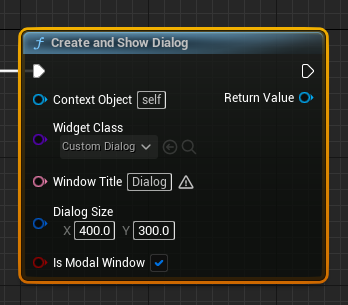 f Create and Show Dialog
Context Object self
Return Value
Widget Class
Custom Dialog
Window Title Dialog
Dialog Size
X 400.0 Y 300.0
Is Modal Window